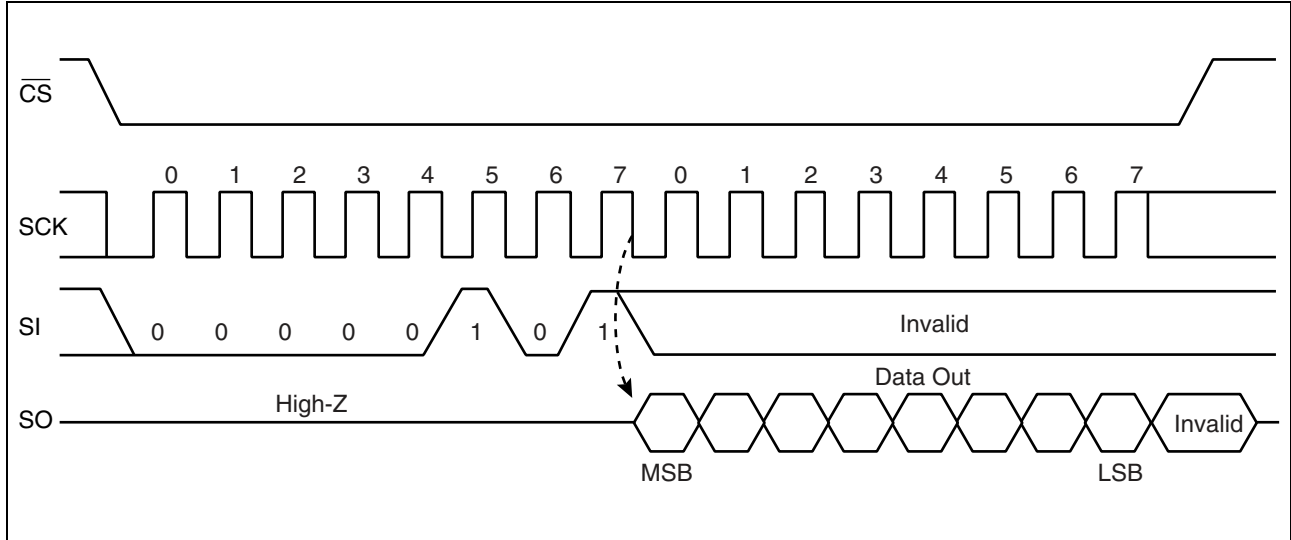 C̅S̅
0 1 2 3 4 5 6 7 0 1 2 3 4 5 6 7
SCK
SI 0 0 0 0 0 1 0 1 Invalid
Data Out
High-Z
SO Invalid
MSB LSB